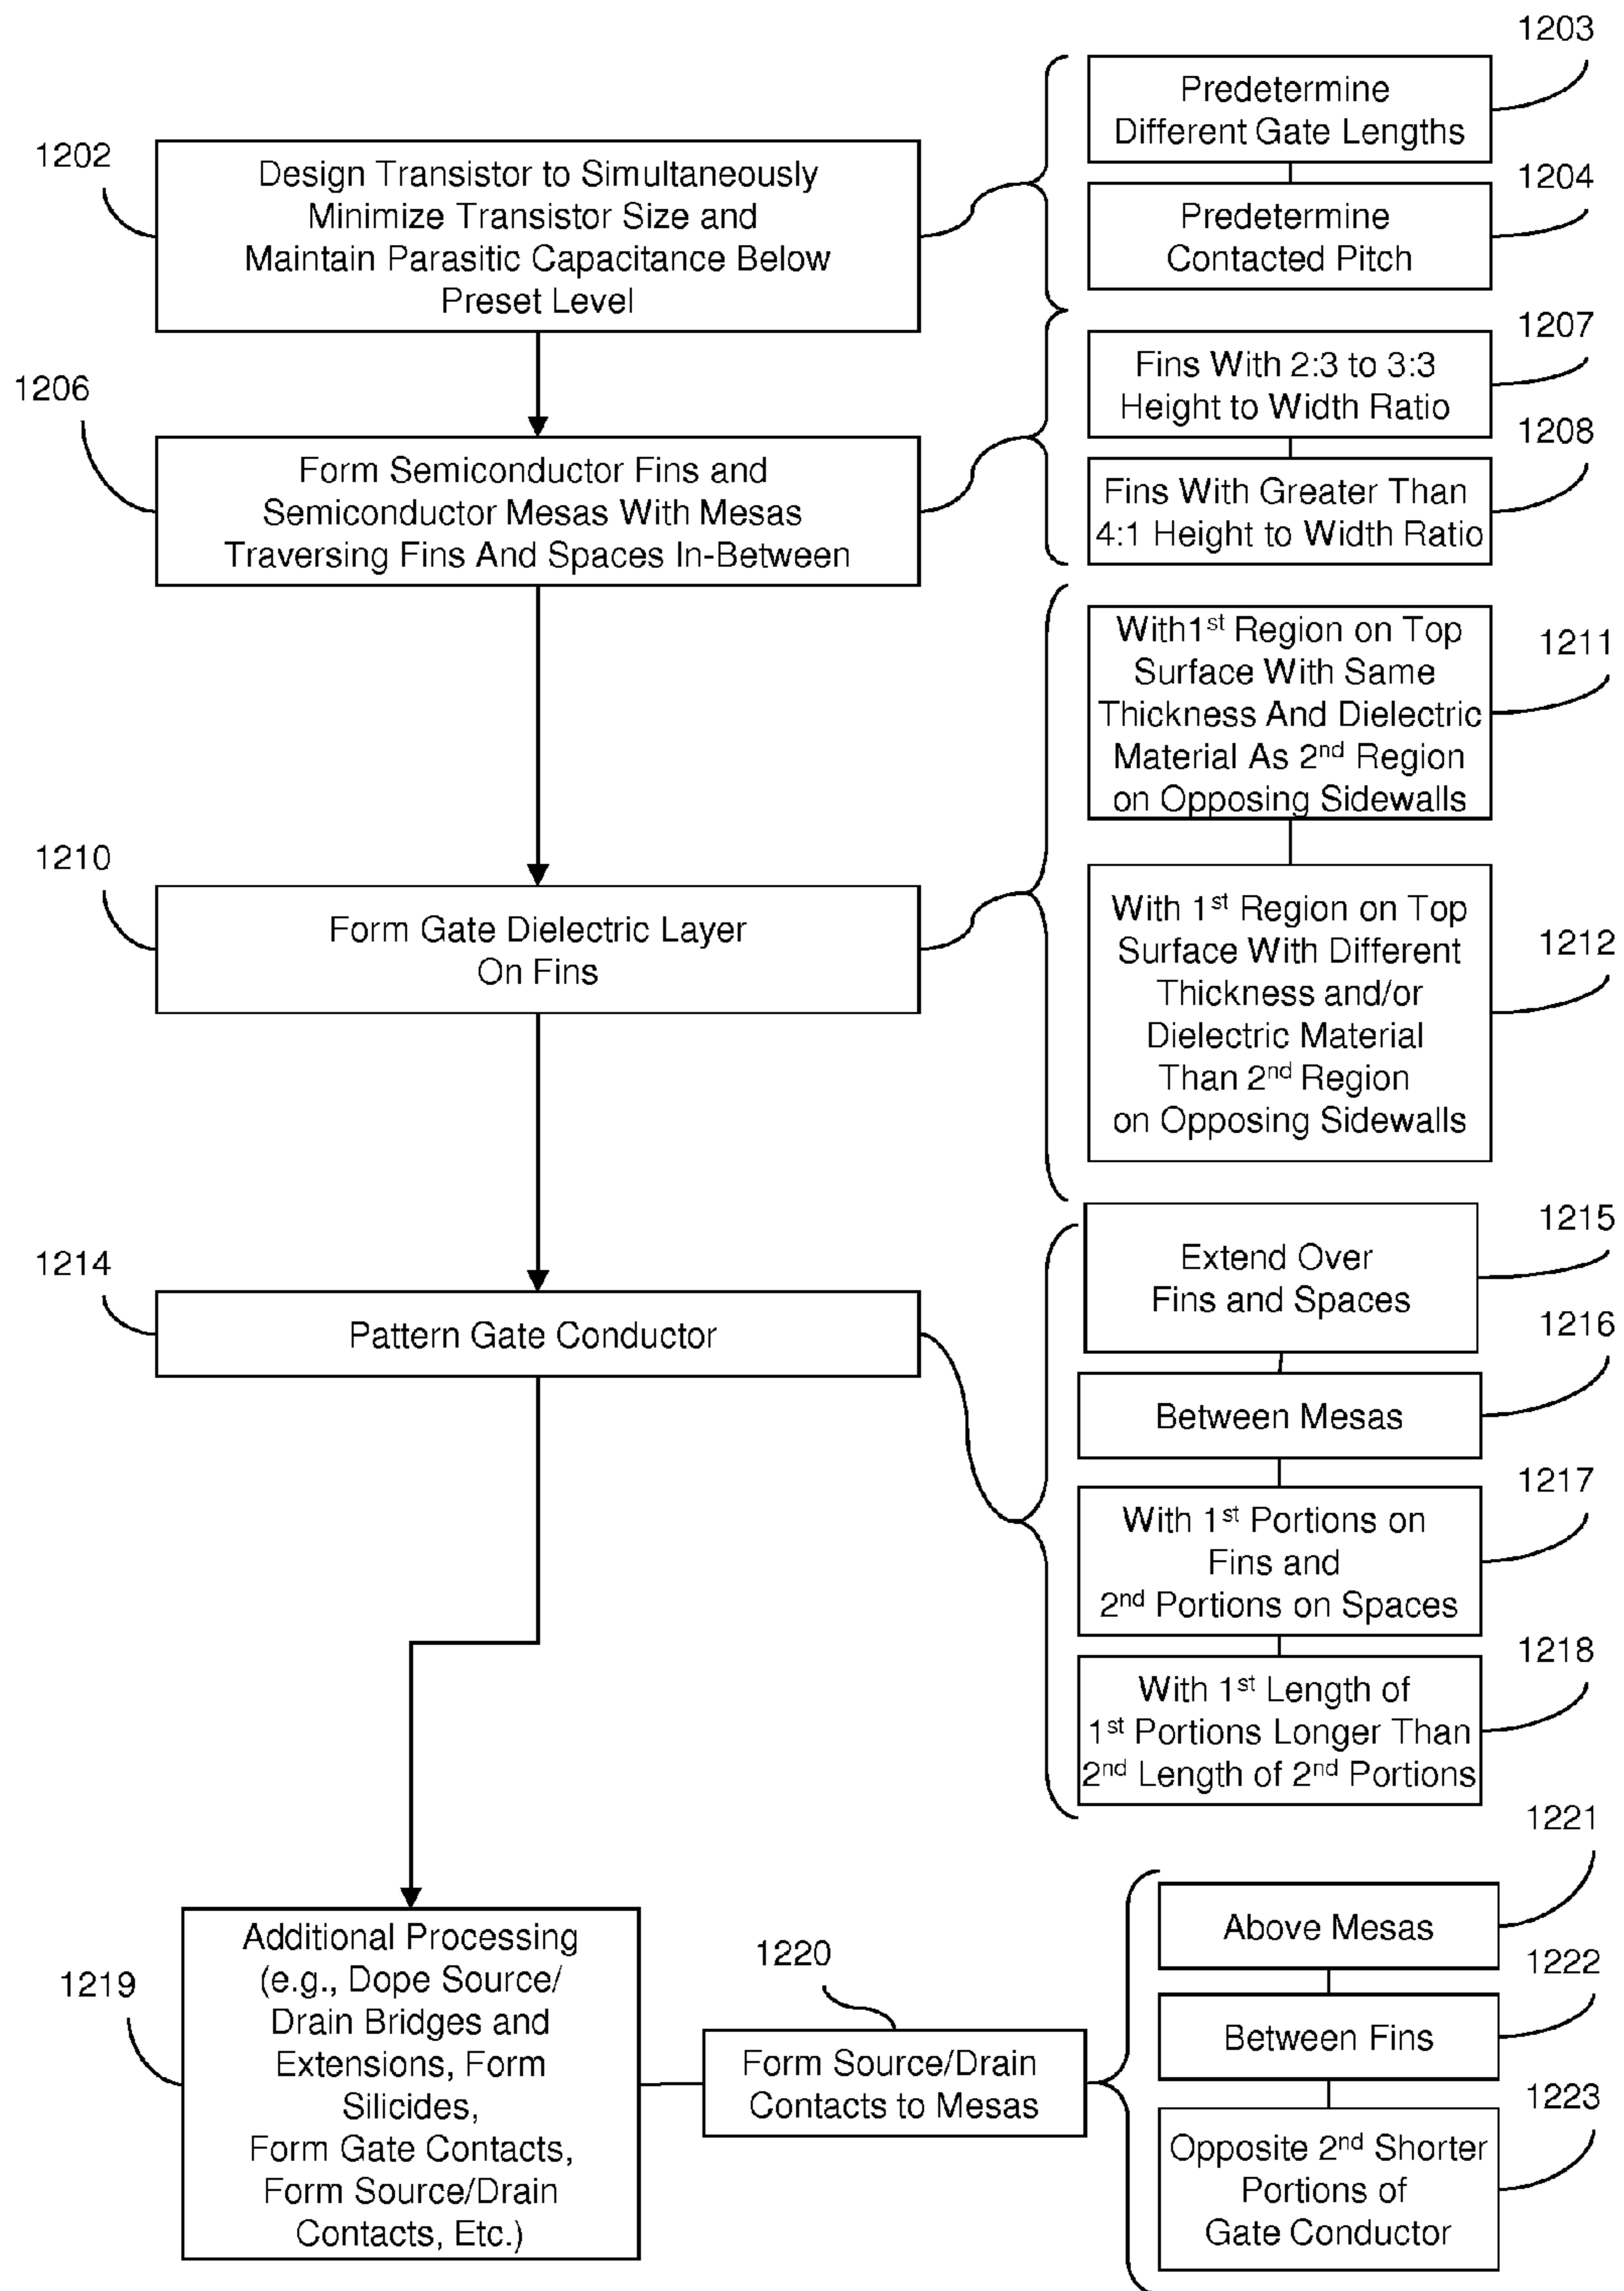 1203
Predetermine
Different Gate Lengths
1202
Design Transistor to Simultaneously
Minimize Transistor Size and
Maintain Parasitic Capacitance Below
Preset Level
1204
Predetermine
Contacted Pitch
1207
Fins With 2:3 to 3:3
Height to Width Ratio
1206
Form Semiconductor Fins and
Semiconductor Mesas With Mesas
Traversing Fins And Spaces In-Between
1208
Fins With Greater Than
4:1 Height to Width Ratio
1211
With1st Region on Top
Surface With Same
Thickness And Dielectric
Material As 2nd Region
on Opposing Sidewalls
1210
Form Gate Dielectric Layer
On Fins
1212
With 1st Region on Top
Surface With Different
Thickness and/or
Dielectric Material
Than 2nd Region
on Opposing Sidewalls
1215
Extend Over
Fins and Spaces
1214
Pattern Gate Conductor
1216
Between Mesas
1217
With 1st Portions on
Fins and
2nd Portions on Spaces
1218
With 1st Length of
1st Portions Longer Than
2nd Length of 2nd Portions
1219
Additional Processing
(e.g., Dope Source/
Drain Bridges and
Extensions, Form
Silicides,
Form Gate Contacts,
Form Source/Drain
Contacts, Etc.)
1220
Form Source/Drain
Contacts to Mesas
1221
Above Mesas
1222
Between Fins
1223
Opposite 2nd Shorter
Portions of
Gate Conductor